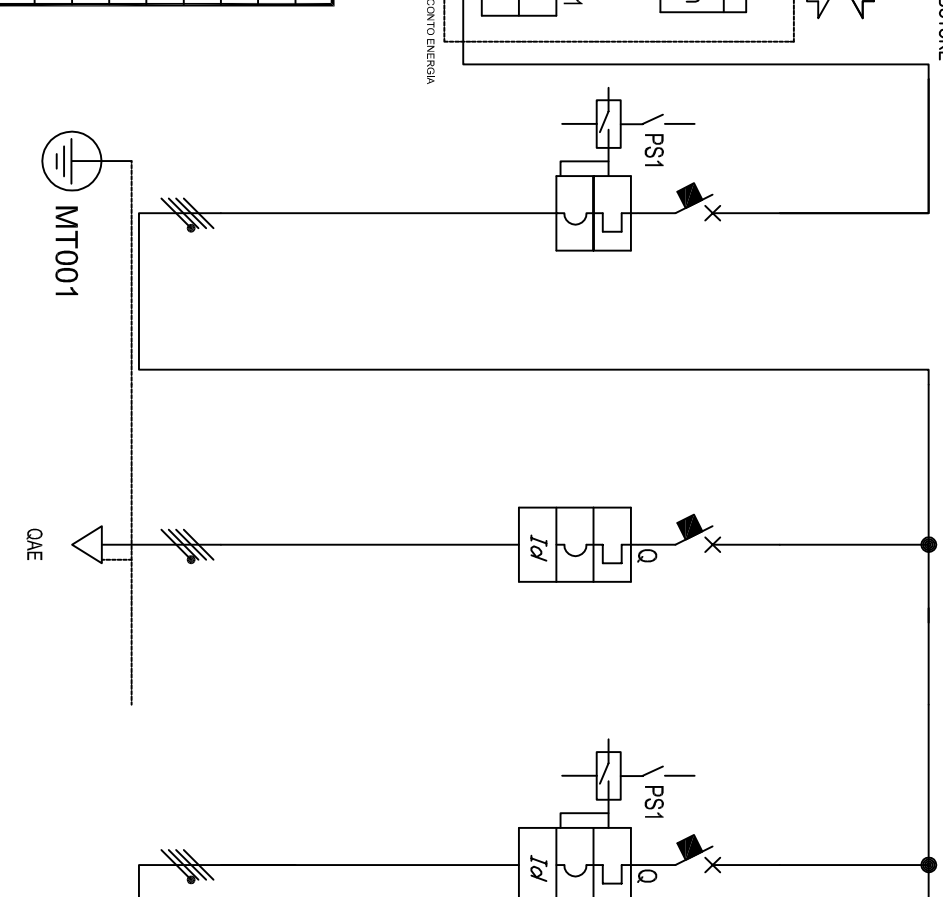 CONTO ENERGIA
PS1
MT001
QAE
Id
Q
PS1
Id
Q